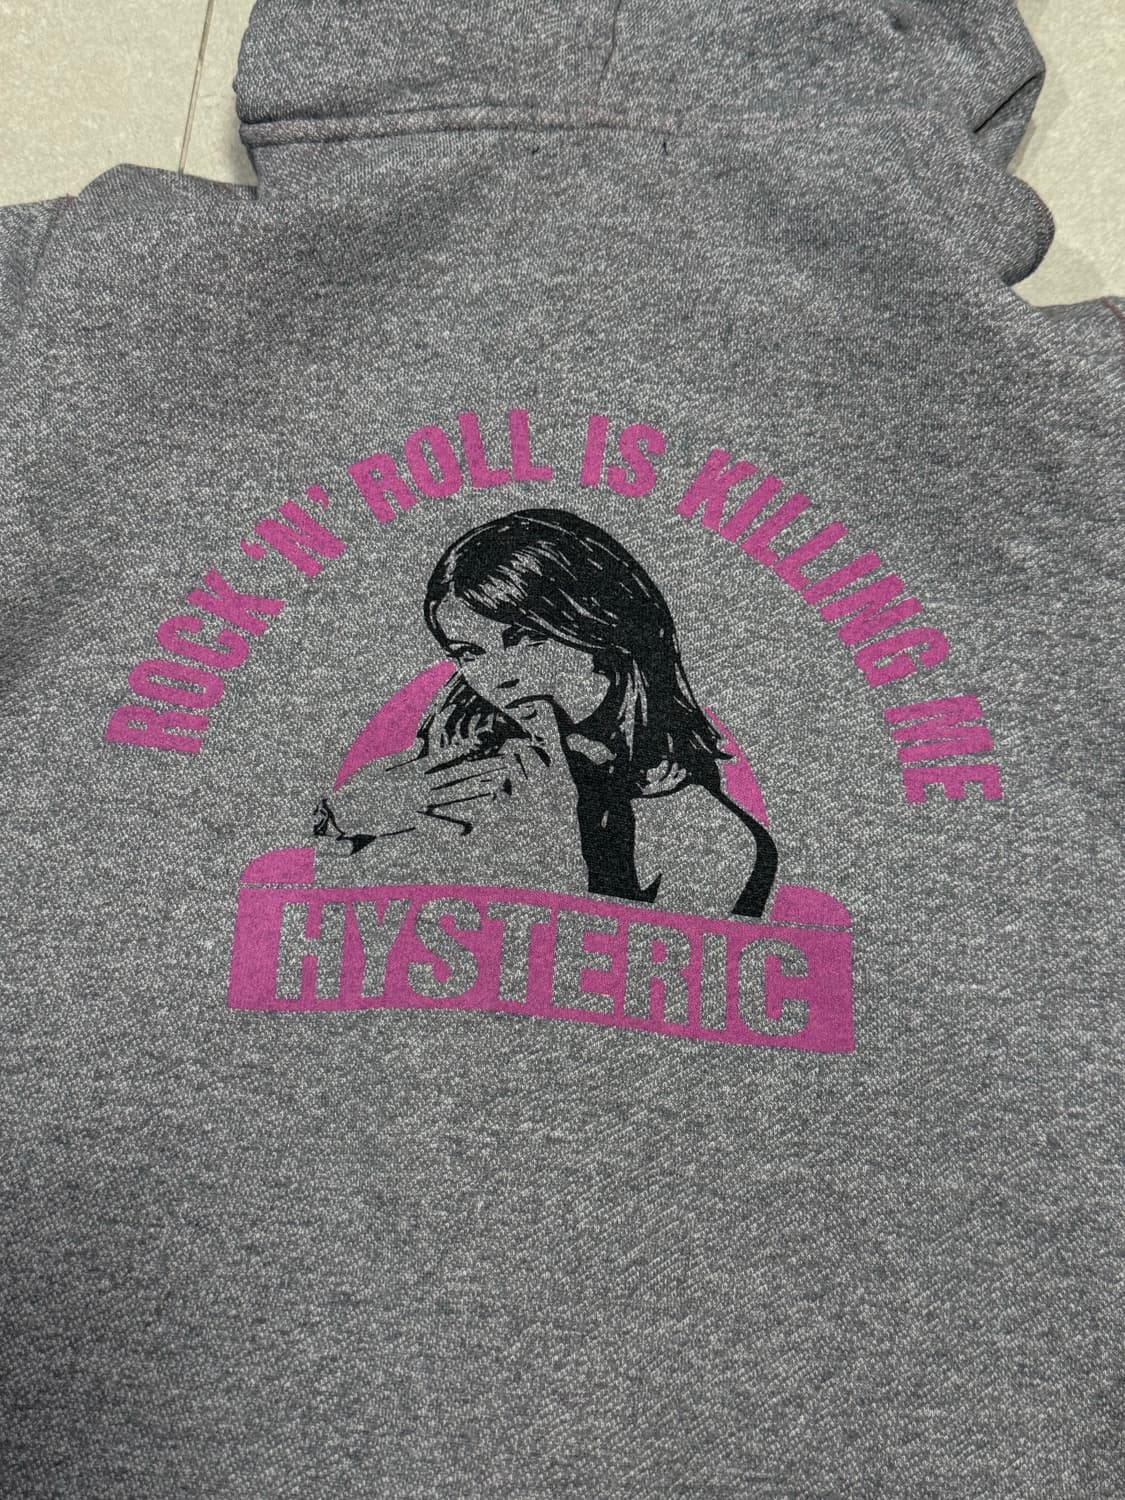 ROCK 'N' ROLL IS KILLING ME
HYSTERIC